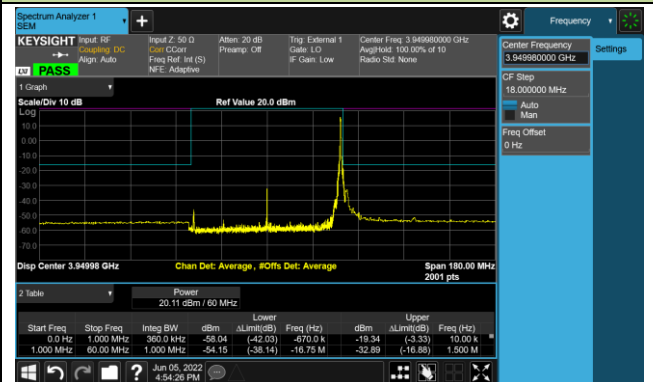 Spectrum Analyzer 1
SEM
Frequency
KEYSIGHT
Input: RF
Coupling: DC
Align: Auto
Input Z: 50 Ω
Corr CCorr
Freq Ref: Int (S)
NFE: Adaptive
Atten: 20 dB
Preamp: Off
Trig: External 1
Gate: LO
IF Gain: Low
Center Freq: 3.949980000 GHz
Avg|Hold: 100.00% of 10
Radio Std: None
LXI PASS
Center Frequency
3.949980000 GHz
Settings
CF Step
18.000000 MHz
Auto
Man
Freq Offset
0 Hz
1 Graph
Scale/Div 10 dB
Ref Value 20.0 dBm
Log
10.0
0.00
-10.0
-20.0
-30.0
-40.0
-50.0
-60.0
-70.0
Disp Center 3.94998 GHz
Chan Det: Average , #Offs Det: Average
Span 180.00 MHz
2001 pts
2 Table
Power
20.11 dBm / 60 MHz
Lower Upper
Start Freq Stop Freq Integ BW dBm ΔLimit(dB) Freq (Hz) dBm ΔLimit(dB) Freq (Hz)
0.0 Hz 1.000 MHz 360.0 kHz -58.04 (-42.03) -670.0 k -19.34 (-3.33) 10.00 k
1.000 MHz 60.00 MHz 1.000 MHz -54.15 (-38.14) -16.75 M -32.89 (-16.88) 1.500 M
?
Jun 05, 2022
4:54:26 PM